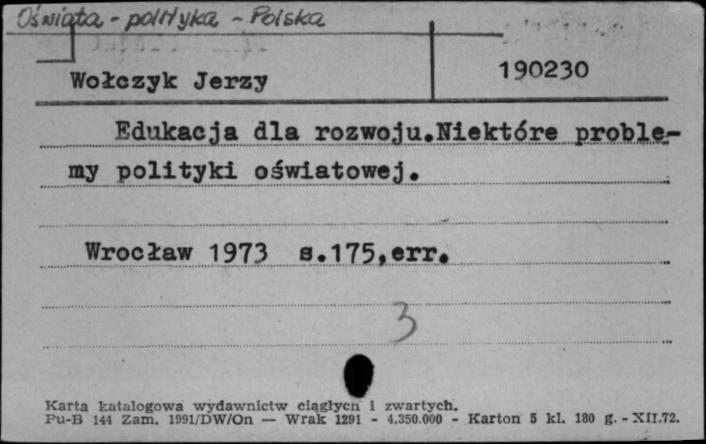 Oświata - polityka - Polska
Wołczyk Jerzy 190230
Edukacja dla rozwoju.Niektóre proble-
my polityki oświatowej.
Wrocław 1973 s.175,err.
3
Karta katalogowa wydawnictw ciągłych i zwartych.
Pu-B 144 Zam. 1991/DW/On — Wrak 1291 - 4.350.000 - Karton 5 kl. 180 g. - XII.72.